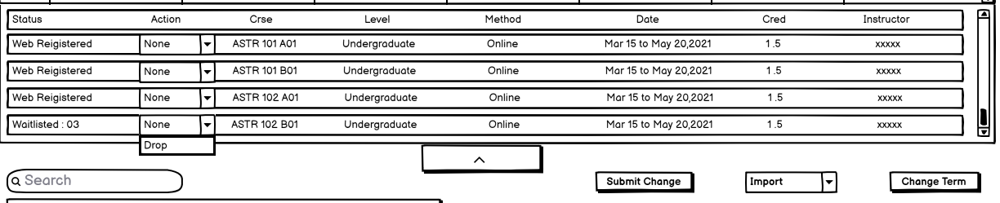 Status Action Crse Level Method Date Cred Instructor
Web Reigistered None ASTR 101 A01 Undergraduate Online Mar 15 to May 20,2021 1.5 xxxxx
Web Reigistered None ASTR 101 B01 Undergraduate Online Mar 15 to May 20,2021 1.5 xxxxx
Web Reigistered None ASTR 102 A01 Undergraduate Online Mar 15 to May 20,2021 1.5 xxxxx
Waitlisted : 03 None ASTR 102 B01 Undergraduate Online Mar 15 to May 20,2021 1.5 xxxxx
Drop
Search Submit Change Import Change Term